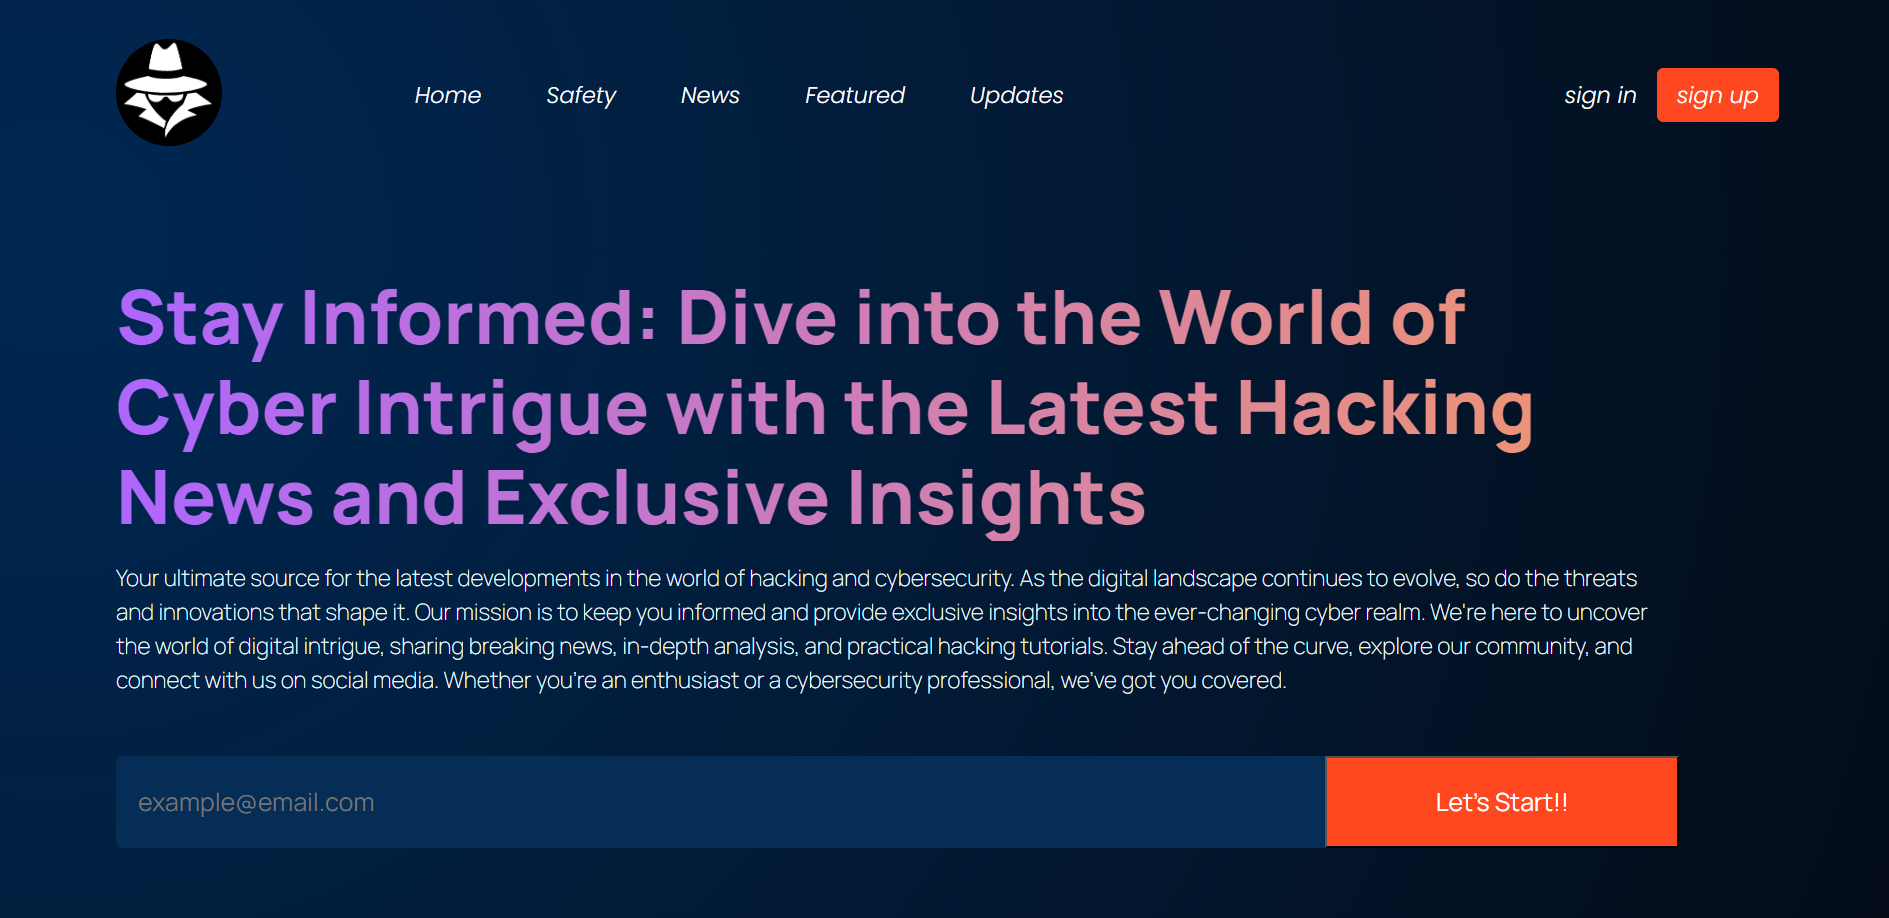 Home Safety News Featured Updates sign in sign up
Stay Informed: Dive into the World of
Cyber Intrigue with the Latest Hacking
News and Exclusive Insights
Your ultimate source for the latest developments in the world of hacking and cybersecurity. As the digital landscape continues to evolve, so do the threats
and innovations that shape it. Our mission is to keep you informed and provide exclusive insights into the ever-changing cyber realm. We're here to uncover
the world of digital intrigue, sharing breaking news, in-depth analysis, and practical hacking tutorials. Stay ahead of the curve, explore our community, and
connect with us on social media. Whether you're an enthusiast or a cybersecurity professional, we've got you covered.
example@email.com Let's Start!!